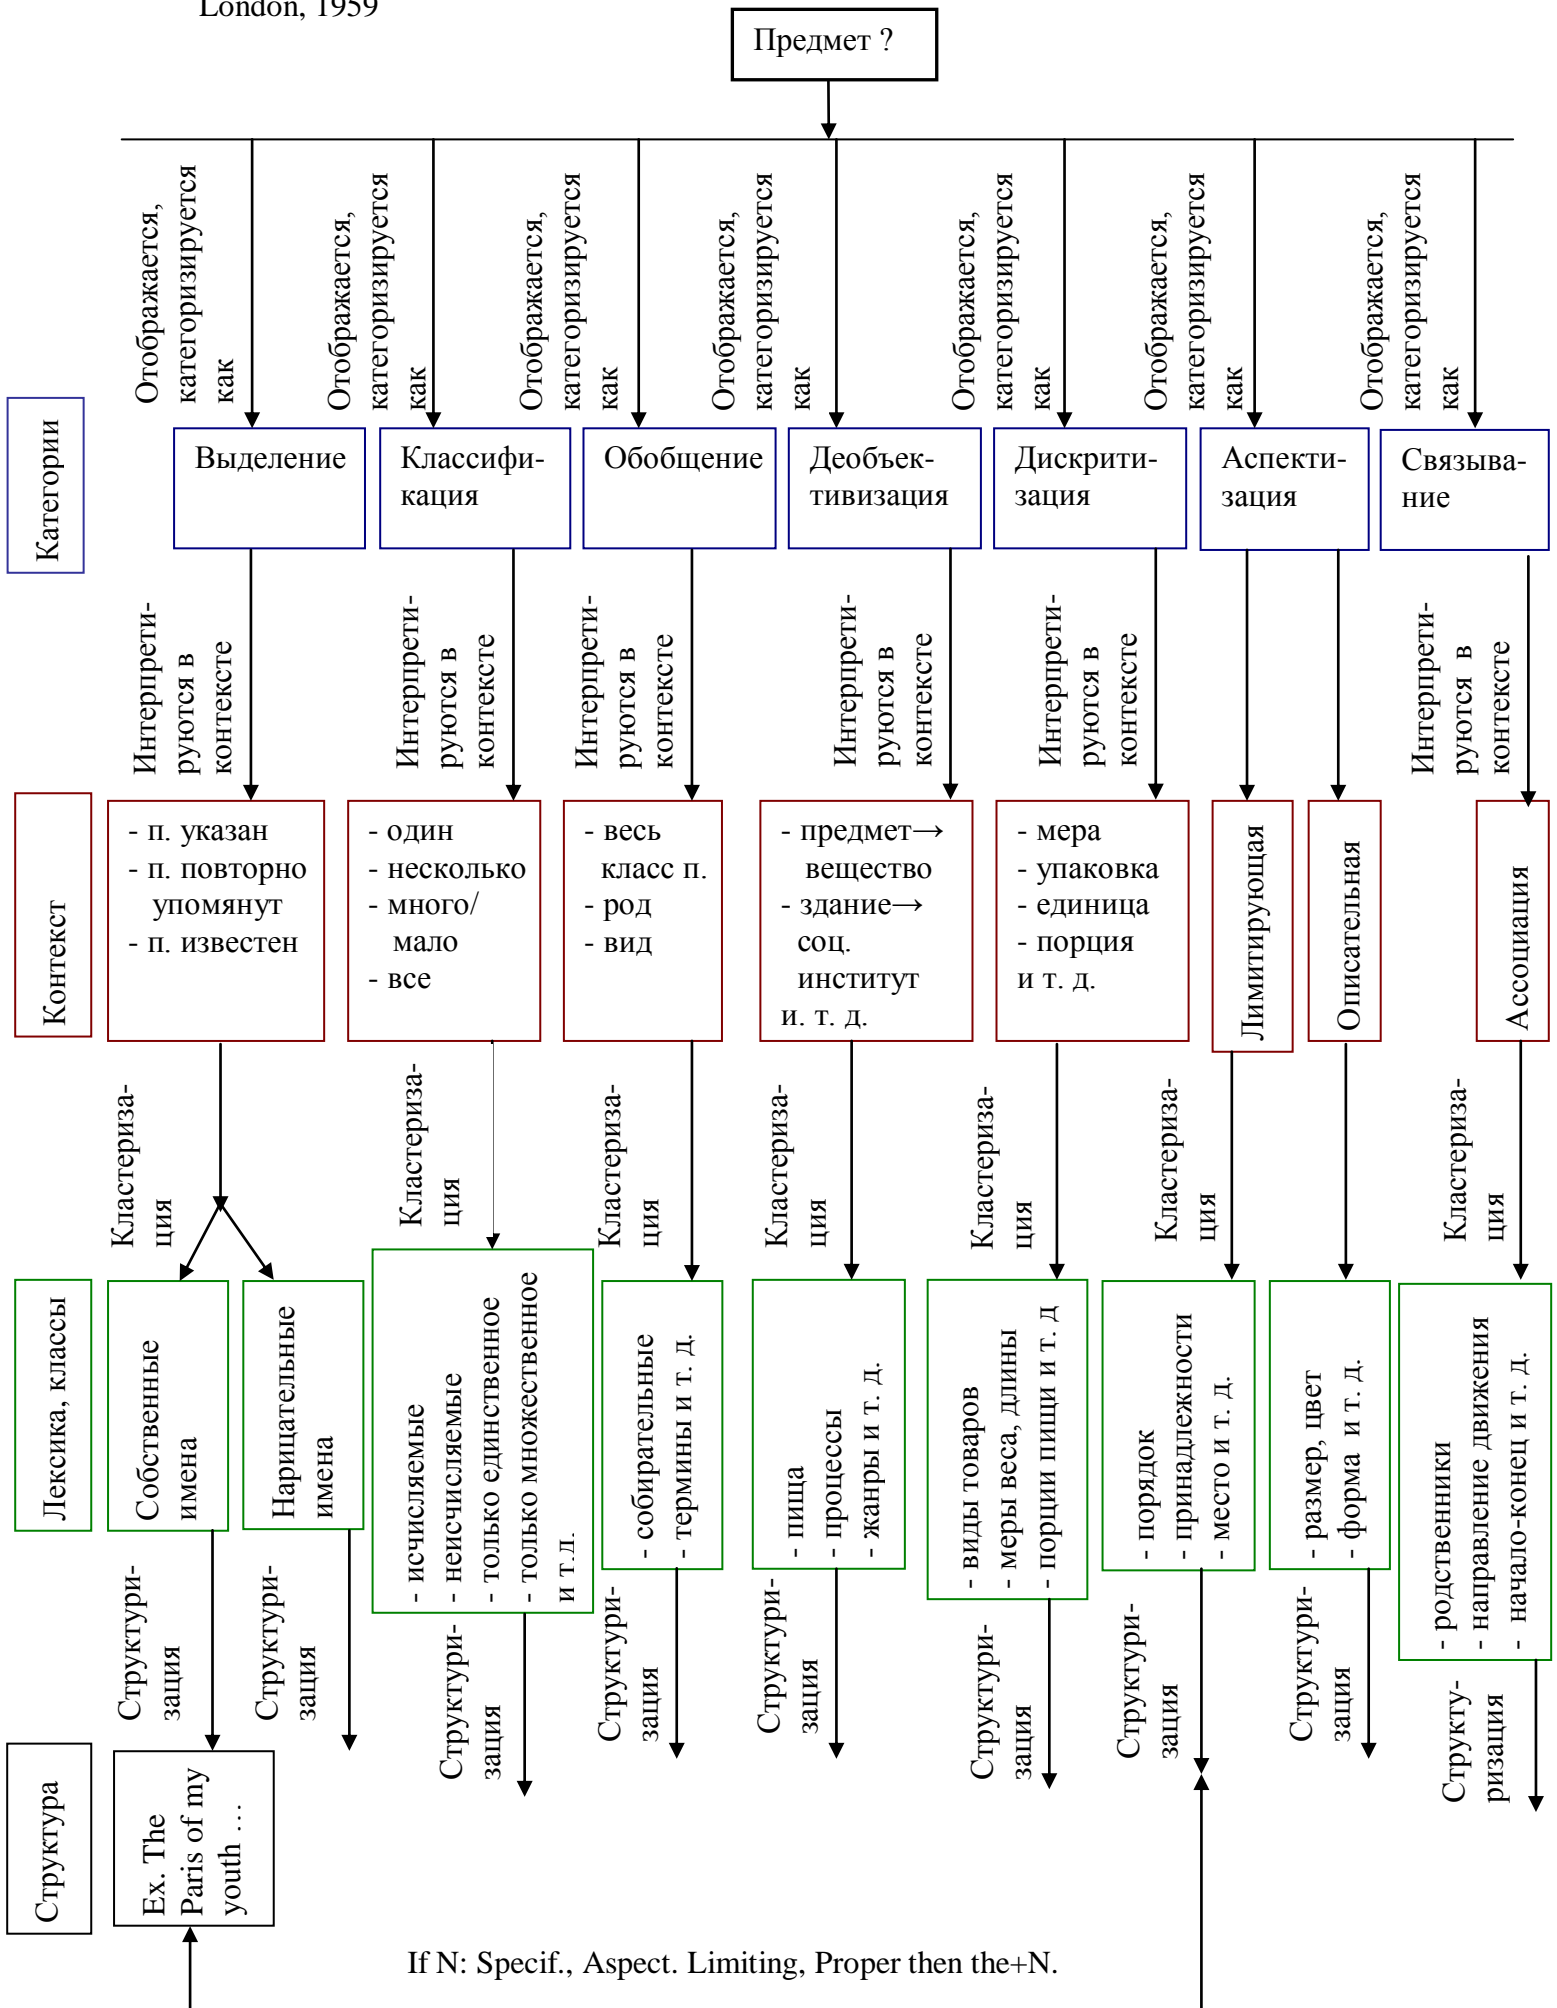 London, 1959
Предмет ?
Отображается,
категоризируется
как
Отображается,
категоризируется
как
Отображается,
категоризируется
как
Отображается,
категоризируется
как
Отображается,
категоризируется
как
Отображается,
категоризируется
как
Отображается,
категоризируется
как
Категории
Выделение
Классифи-
кация
Обобщение
Деобъек-
тивизация
Дискрити-
зация
Аспекти-
зация
Связыва-
ние
Интерпрети-
руются в
контексте
Интерпрети-
руются в
контексте
Интерпрети-
руются в
контексте
Интерпрети-
руются в
контексте
Интерпрети-
руются в
контексте
Интерпрети-
руются в
контексте
Контекст
- п. указан
- п. повторно
упомянут
- п. известен
- один
- несколько
- много/
мало
- все
- весь
класс п.
- род
- вид
- предмет→
вещество
- здание→
соц.
институт
и. т. д.
- мера
- упаковка
- единица
- порция
и т. д.
Лимитирующая
Описательная
Ассоциация
Кластериза-
ция
Кластериза-
ция
Кластериза-
ция
Кластериза-
ция
Кластериза-
ция
Кластериза-
ция
Кластериза-
ция
Лексика, классы
Собственные
имена
Нарицательные
имена
- исчисляемые
- неисчисляемые
- только единственное
- только множественное
и т.д.
- собирательные
- термины и т. д.
- пища
- процессы
- жанры и т. д.
- виды товаров
- меры веса, длины
- порции пищи и т. д
- порядок
- принадлежности
- место и т. д.
- размер, цвет
- форма и т. д.
- родственники
- направление движения
- начало-конец и т. д.
Структури-
зация
Структури-
зация
Структури-
зация
Структури-
зация
Структури-
зация
Структури-
зация
Структури-
зация
Структури-
зация
Структу-
ризация
Структура
Ex. The
Paris of my
youth …
If N: Specif., Aspect. Limiting, Proper then the+N.